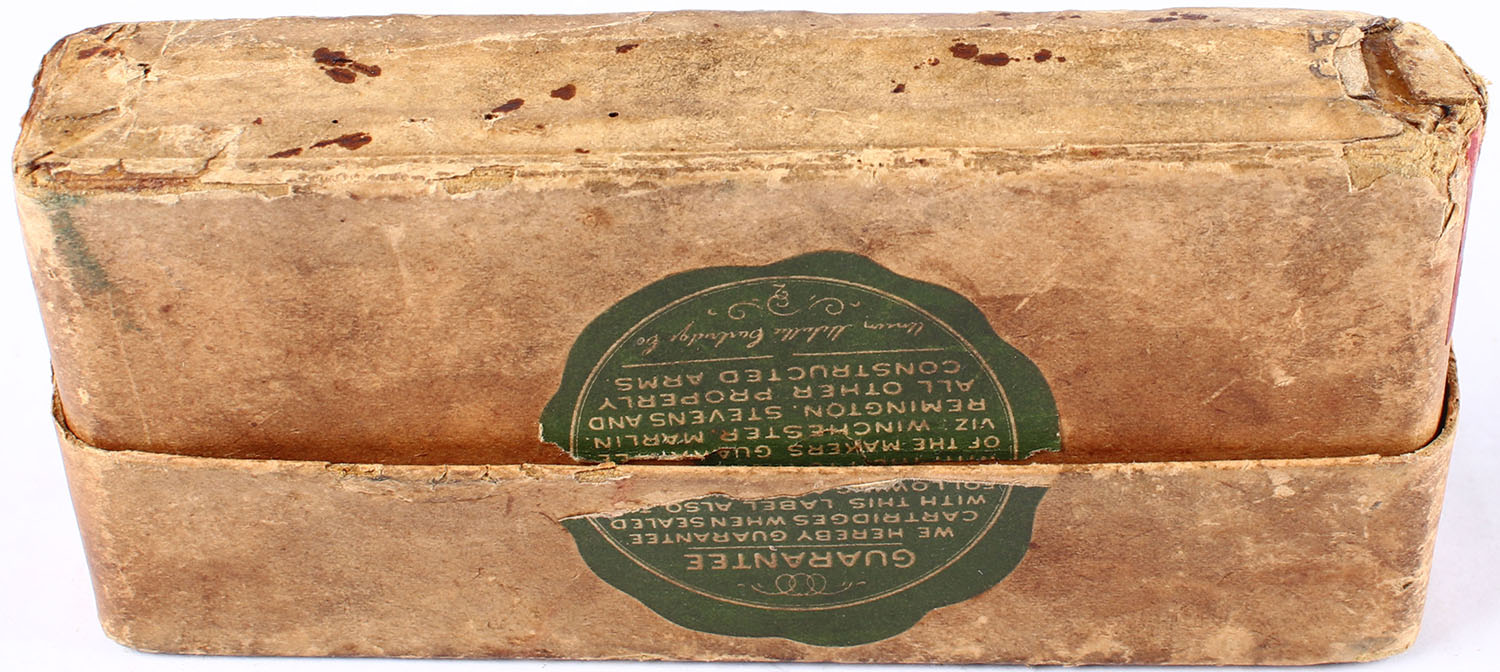 GUARANTEE
WE HEREBY GUARANTEE
CARTRIDGES WHEN SEALED
WITH THIS LABEL ALSO
OF THE MAKERS
VIZ: WINCHESTER MARLIN.
REMINGTON. STEVENS AND
ALL OTHER PROPERLY
CONSTRUCTED ARMS.
Union Metallic Cartridge Co